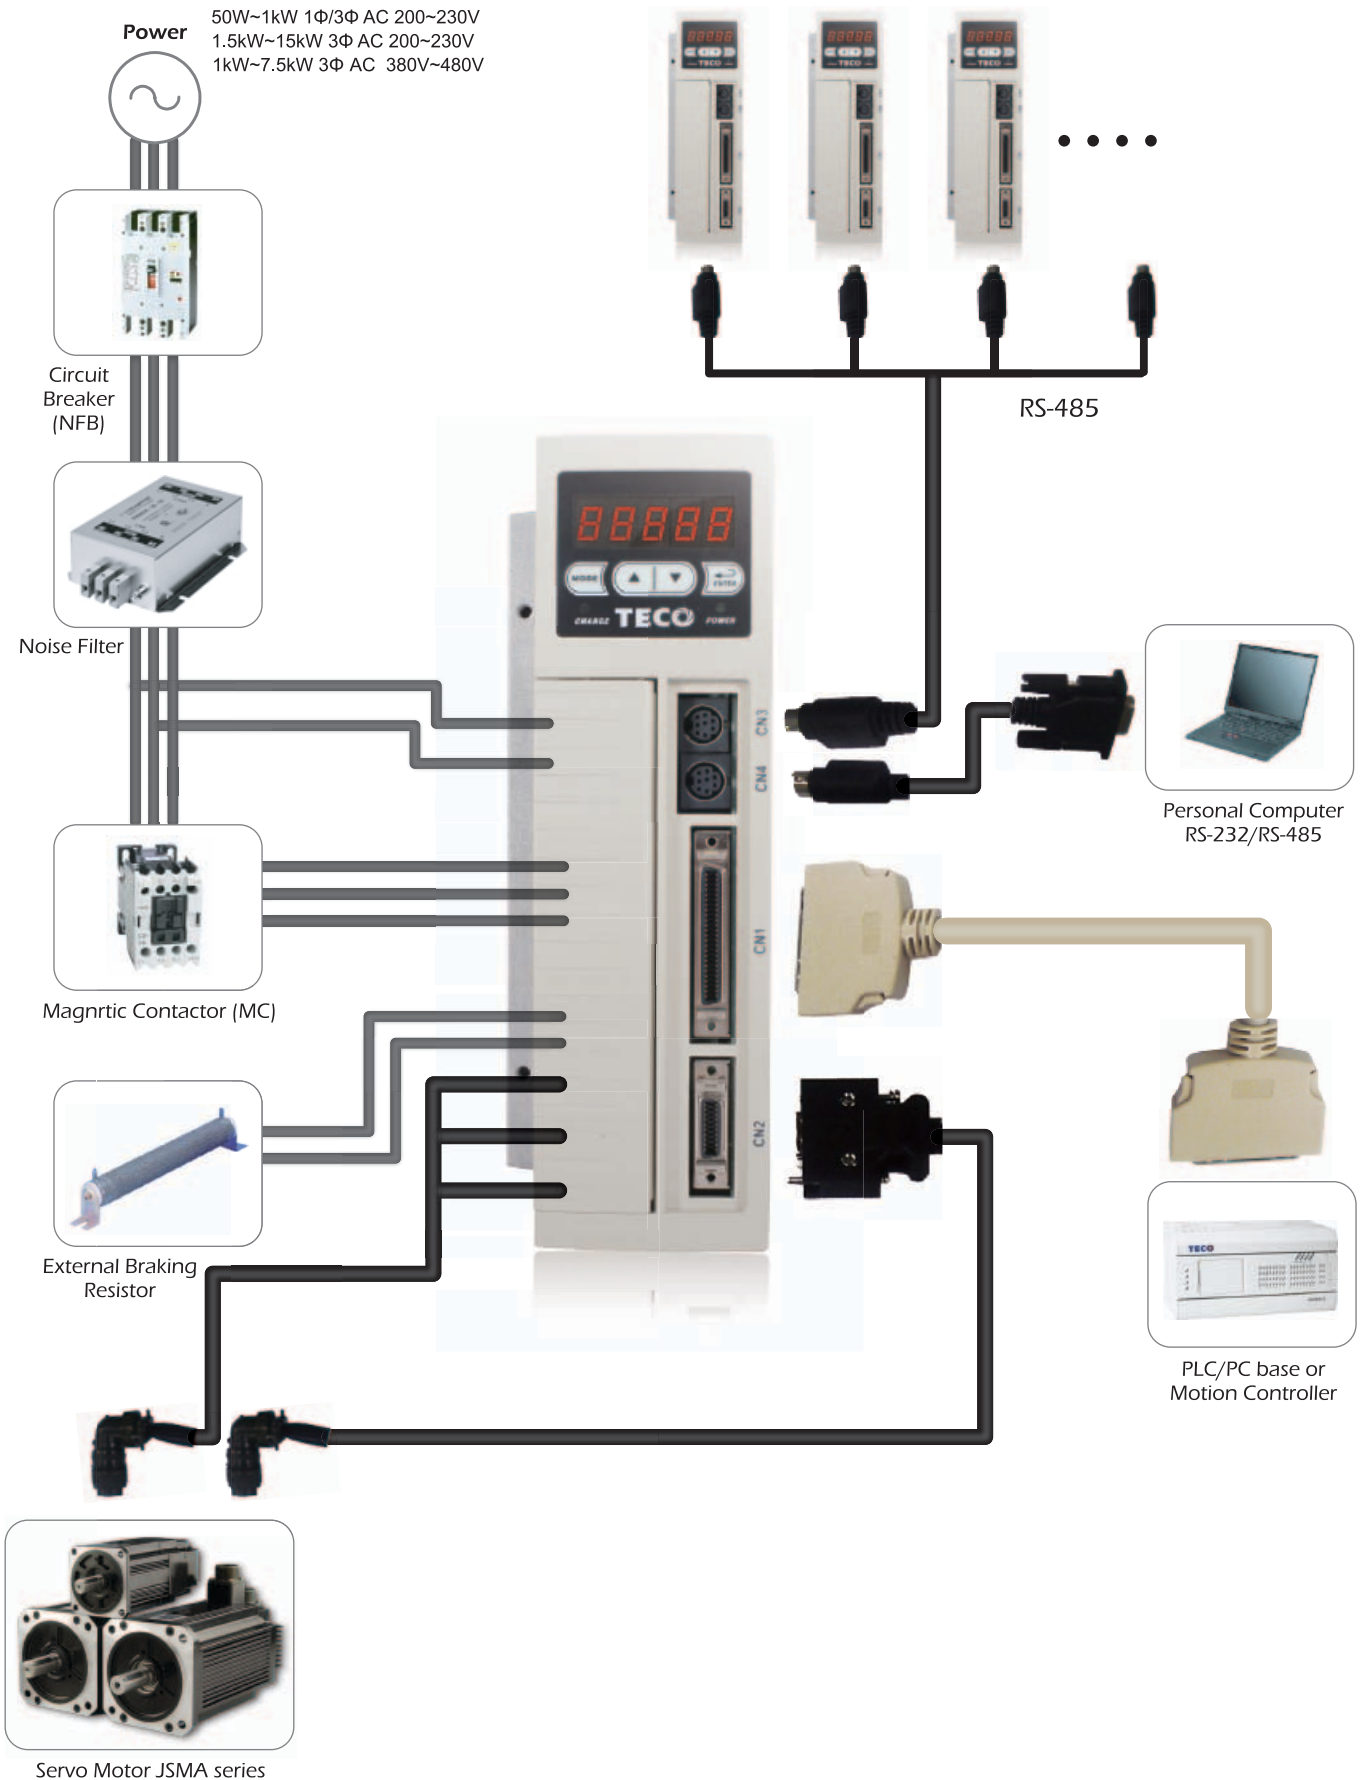 Power
50W~1kW 1Φ/3Φ AC 200~230V
1.5kW~15kW 3Φ AC 200~230V
1kW~7.5kW 3Φ AC 380V~480V
TECO
TECO
TECO
RS-485
Circuit
Breaker
(NFB)
Noise Filter
88888
MODE
ENTER
CHARGE TECO POWER
CN3
CN4
CN1
CN2
Personal Computer
RS-232/RS-485
Magnrtic Contactor (MC)
External Braking
Resistor
TECO
PLC/PC base or
Motion Controller
Servo Motor JSMA series